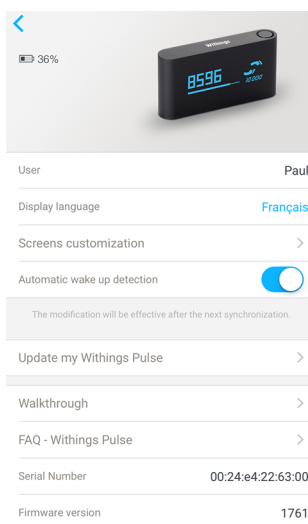 36%
Withings
8596
10 000
User Paul
Display language Français
Screens customization
Automatic wake up detection
The modification will be effective after the next synchronization.
Update my Withings Pulse
Walkthrough
FAQ - Withings Pulse
Serial Number 00:24:e4:22:63:00
Firmware version 1761